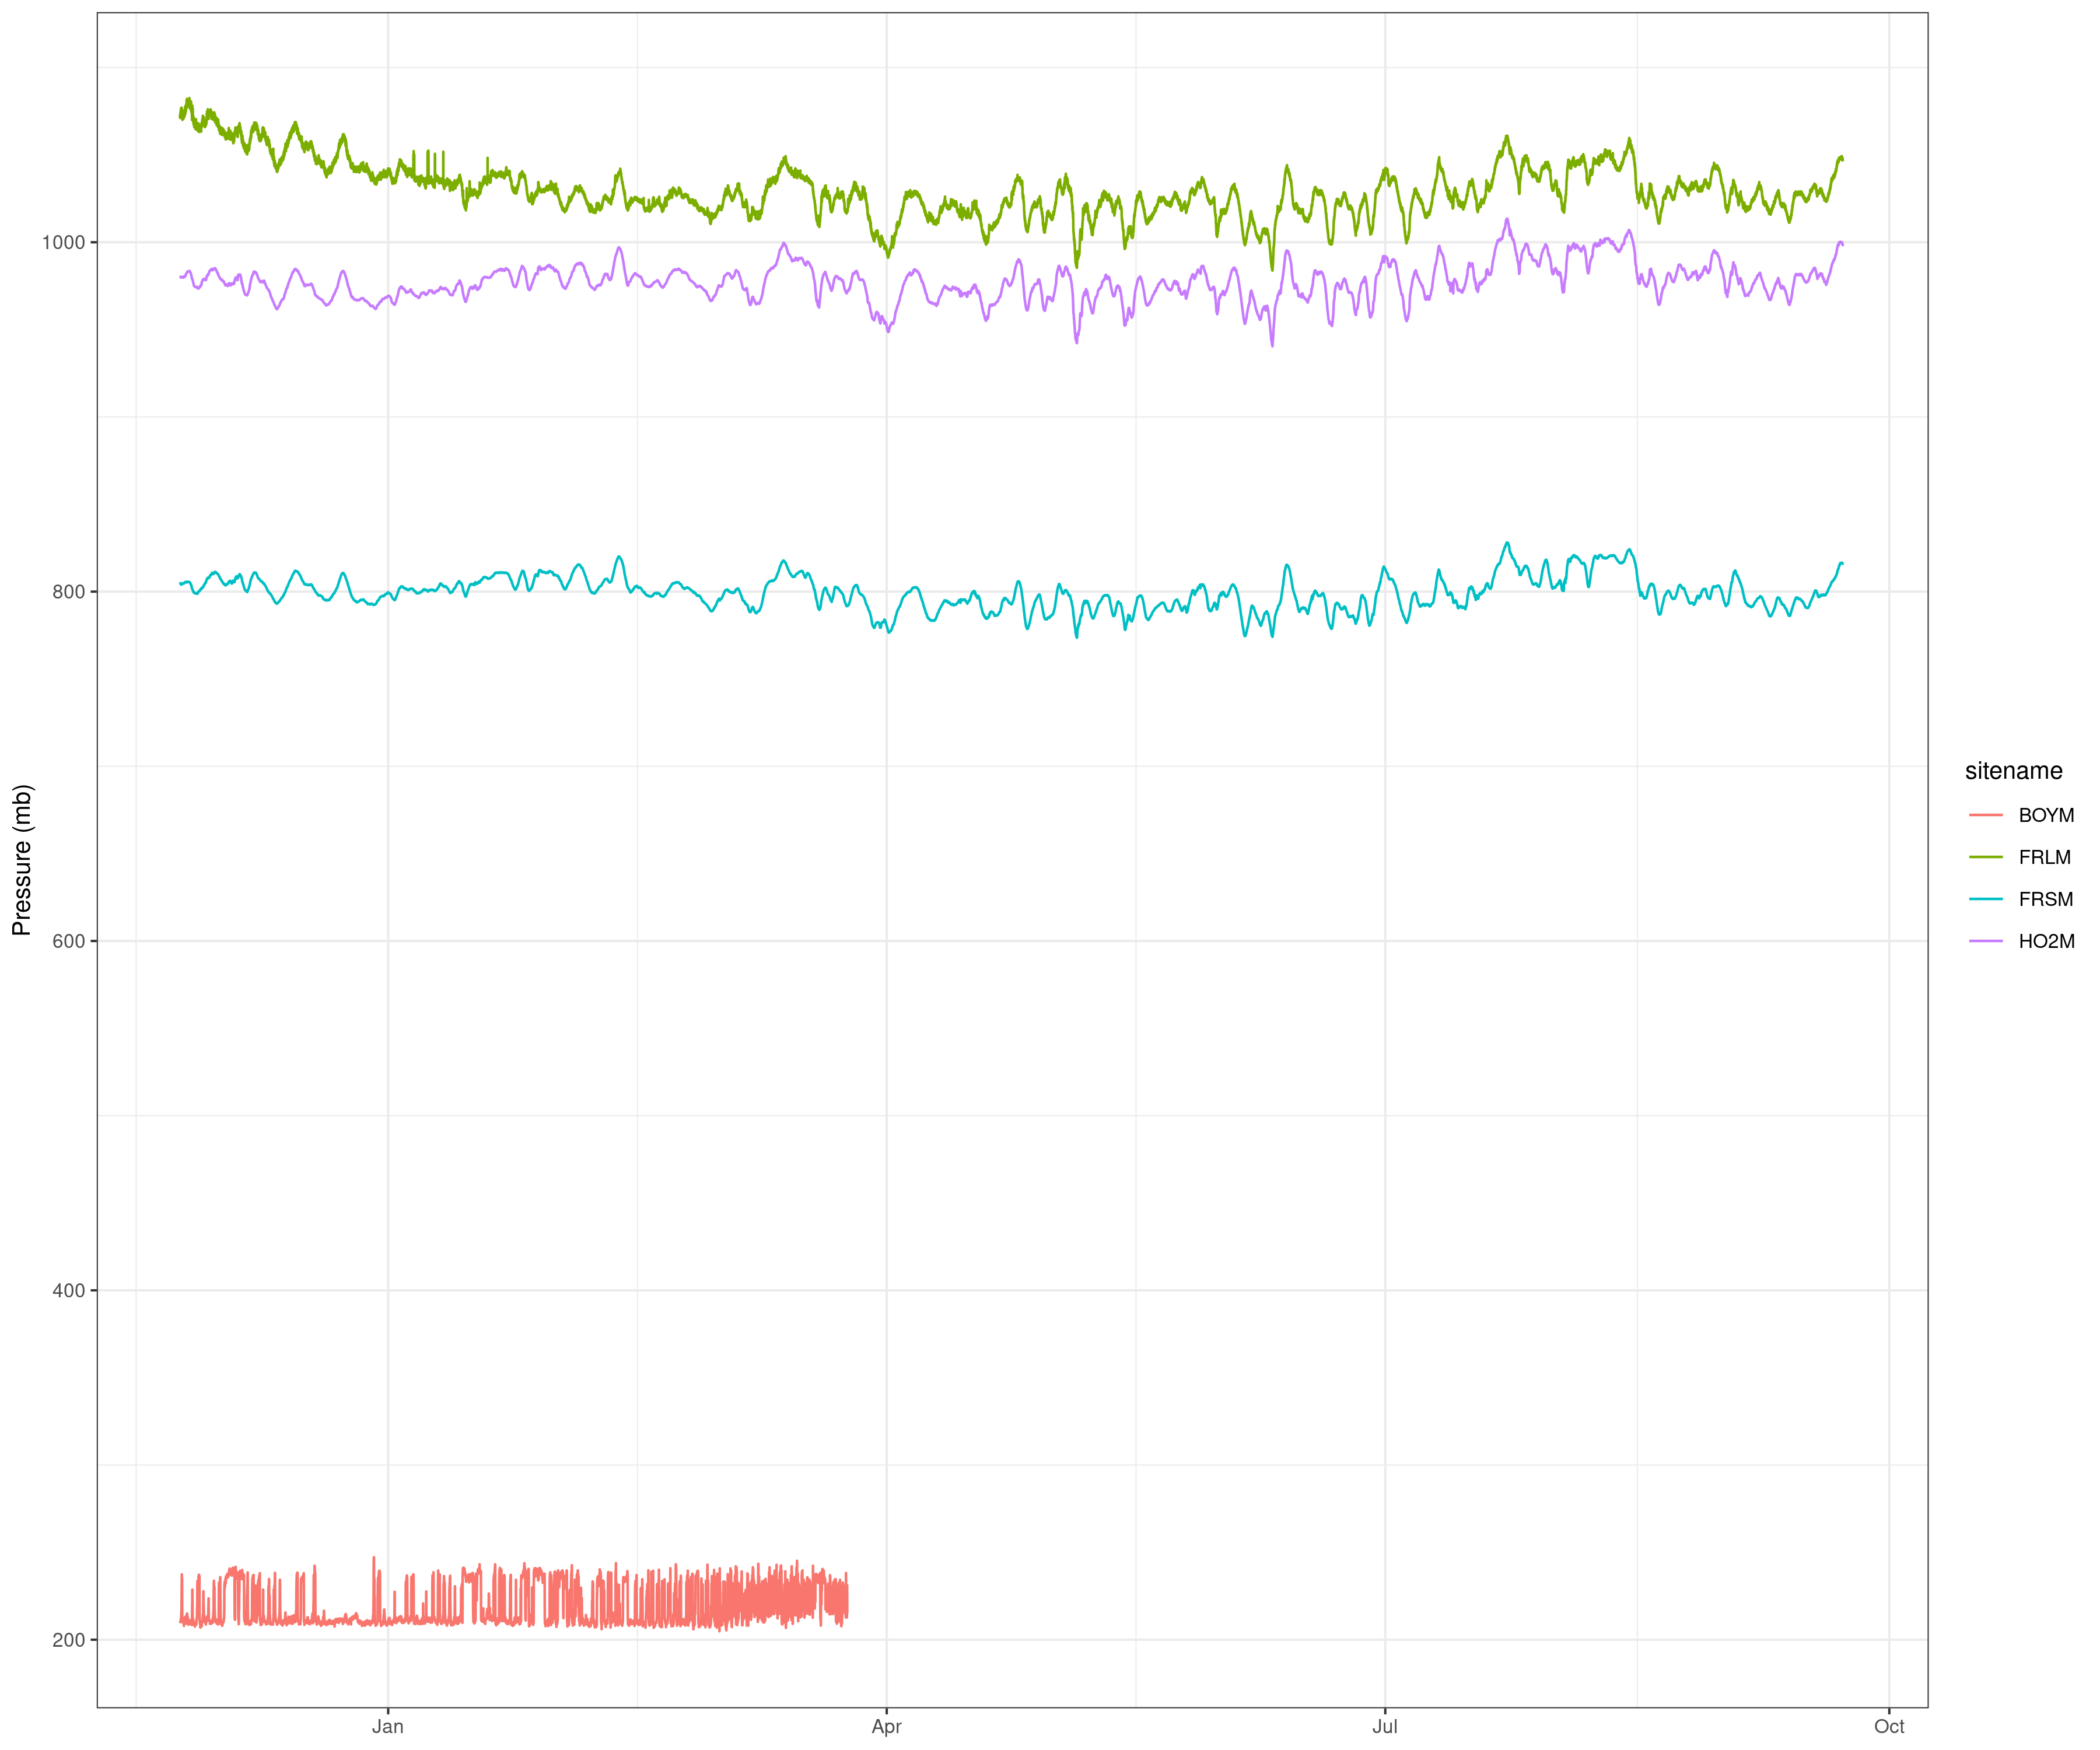 Pressure (mb)
1000
800
600
400
200
Jan
Apr
Jul
Oct
sitename
BOYM
FRLM
FRSM
HO2M